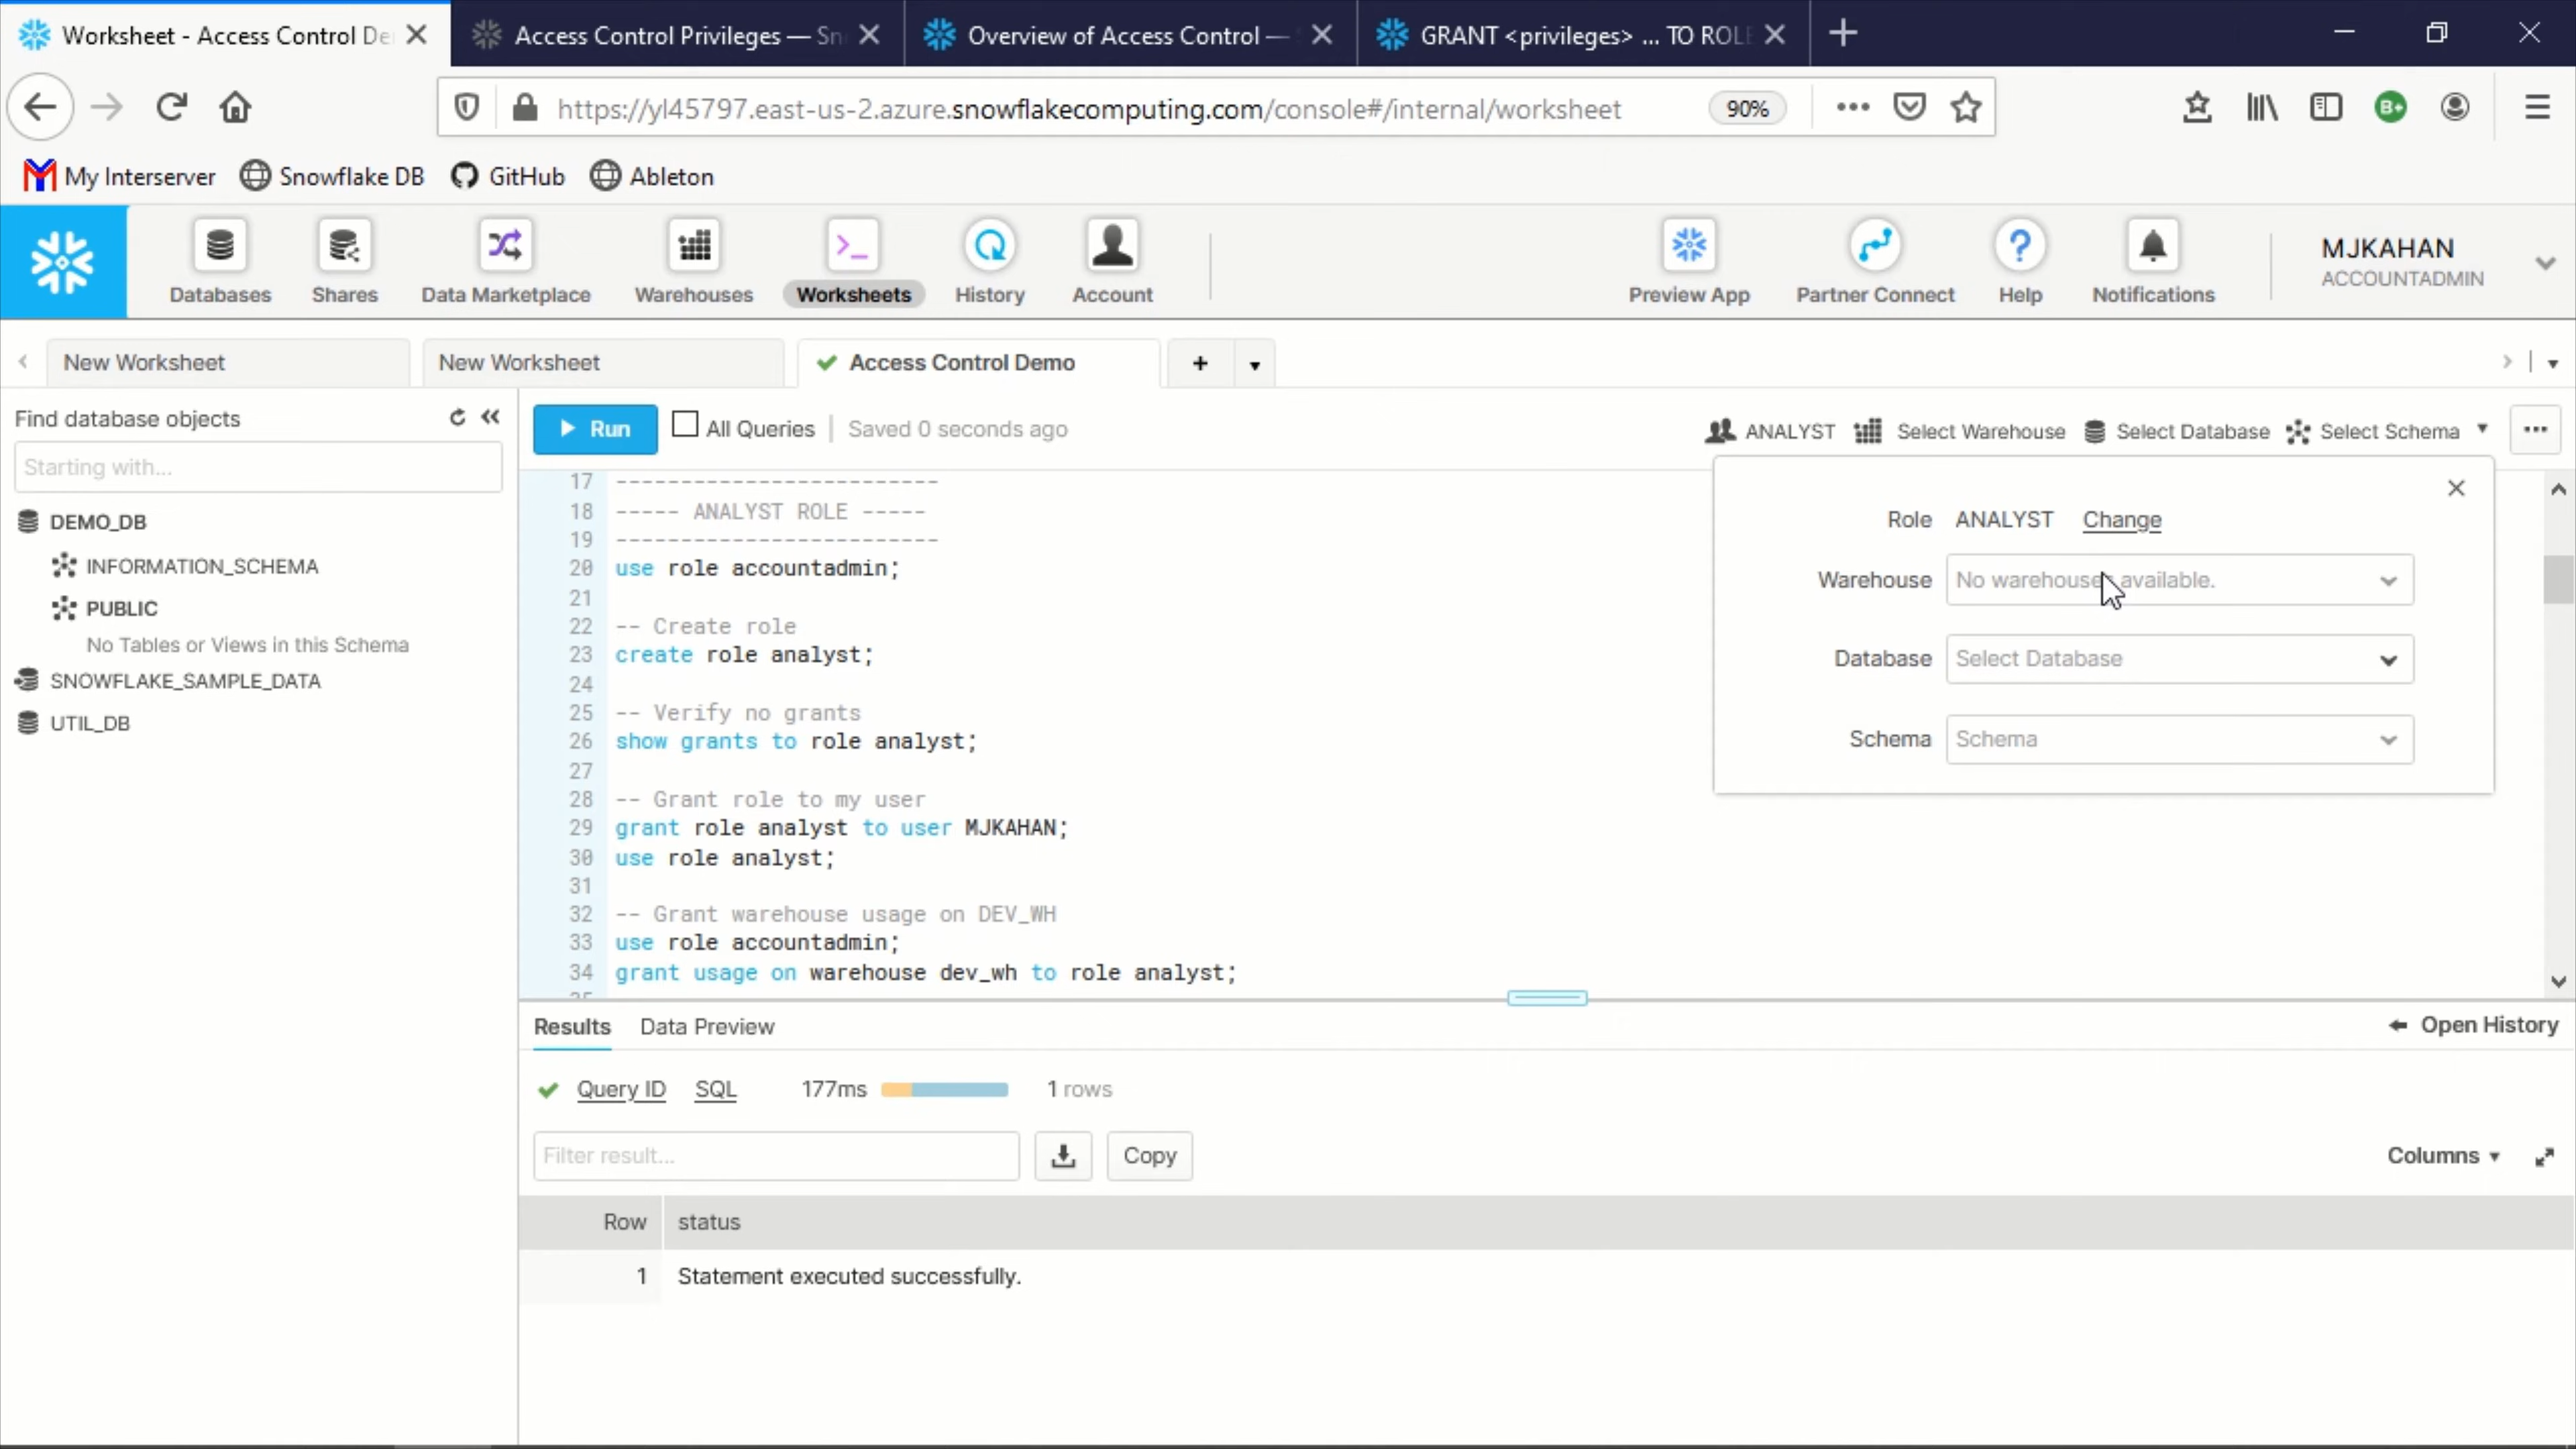 Worksheet - Access Control De
Access Control Privileges — Sn
Overview of Access Control —
GRANT <privileges> ... TO ROLE
https://yl45797.east-us-2.azure.snowflakecomputing.com/console#/internal/worksheet
90%
My Interserver
Snowflake DB
GitHub
Ableton
Databases
Shares
Data Marketplace
Warehouses
Worksheets
History
Account
Preview App
Partner Connect
Help
Notifications
MJKAHAN
ACCOUNTADMIN
New Worksheet
New Worksheet
Access Control Demo
Find database objects
Starting with...
DEMO_DB
INFORMATION_SCHEMA
PUBLIC
No Tables or Views in this Schema
SNOWFLAKE_SAMPLE_DATA
UTIL_DB
Run
All Queries
Saved 0 seconds ago
ANALYST
Select Warehouse
Select Database
Select Schema
17 -------------------------
18 ----- ANALYST ROLE -----
19 -------------------------
20 use role accountadmin;
21
22 -- Create role
23 create role analyst;
24
25 -- Verify no grants
26 show grants to role analyst;
27
28 -- Grant role to my user
29 grant role analyst to user MJKAHAN;
30 use role analyst;
31
32 -- Grant warehouse usage on DEV_WH
33 use role accountadmin;
34 grant usage on warehouse dev_wh to role analyst;
35
Role ANALYST Change
Warehouse No warehouses available.
Database Select Database
Schema Schema
Results
Data Preview
Open History
Query ID SQL 177ms 1 rows
Filter result...
Copy
Columns
Row status
1 Statement executed successfully.
B+